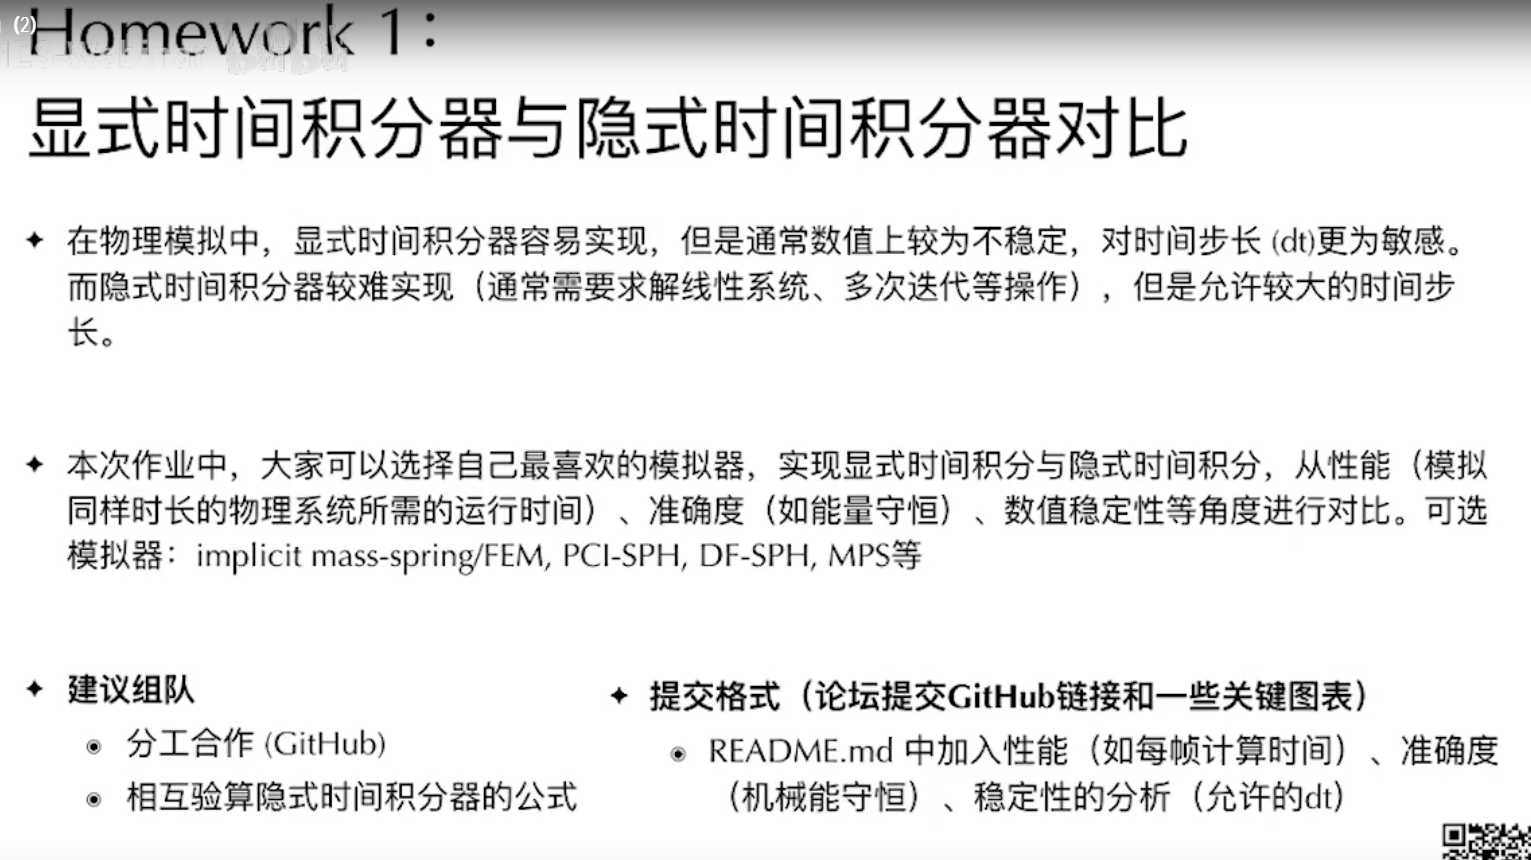 (2)
Homework 1：
显式时间积分器与隐式时间积分器对比
在物理模拟中，显式时间积分器容易实现，但是通常数值上较为不稳定，对时间步长 (dt)更为敏感。
而隐式时间积分器较难实现（通常需要求解线性系统、多次迭代等操作），但是允许较大的时间步
长。
本次作业中，大家可以选择自己最喜欢的模拟器，实现显式时间积分与隐式时间积分，从性能（模拟
同样时长的物理系统所需的运行时间）、准确度（如能量守恒）、数值稳定性等角度进行对比。可选
模拟器：implicit mass-spring/FEM, PCI-SPH, DF-SPH, MPS等
建议组队
分工合作 (GitHub)
相互验算隐式时间积分器的公式
提交格式（论坛提交GitHub链接和一些关键图表）
README.md 中加入性能（如每帧计算时间）、准确度
（机械能守恒）、稳定性的分析（允许的dt）